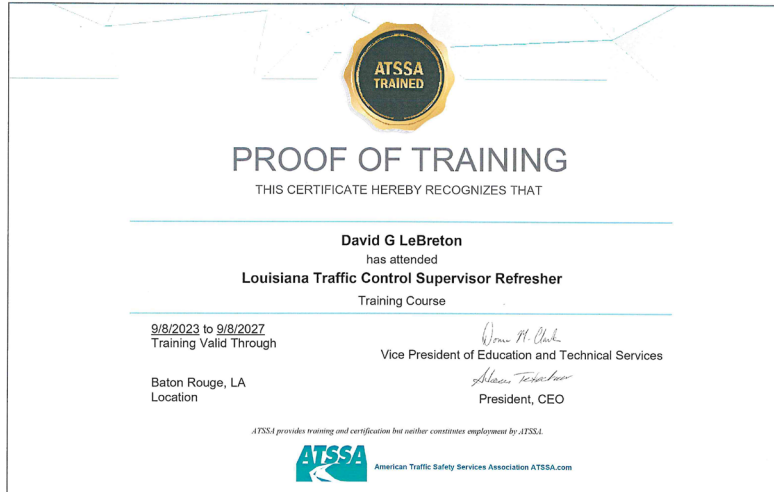 ATSSA
TRAINED
PROOF OF TRAINING
THIS CERTIFICATE HEREBY RECOGNIZES THAT
David G LeBreton
has attended
Louisiana Traffic Control Supervisor Refresher
Training Course
9/8/2023 to 9/8/2027
Training Valid Through
Vice President of Education and Technical Services
Baton Rouge, LA
Location
President, CEO
ATSSA provides training and certification but neither constitutes employment by ATSSA.
ATSSA
American Traffic Safety Services Association ATSSA.com